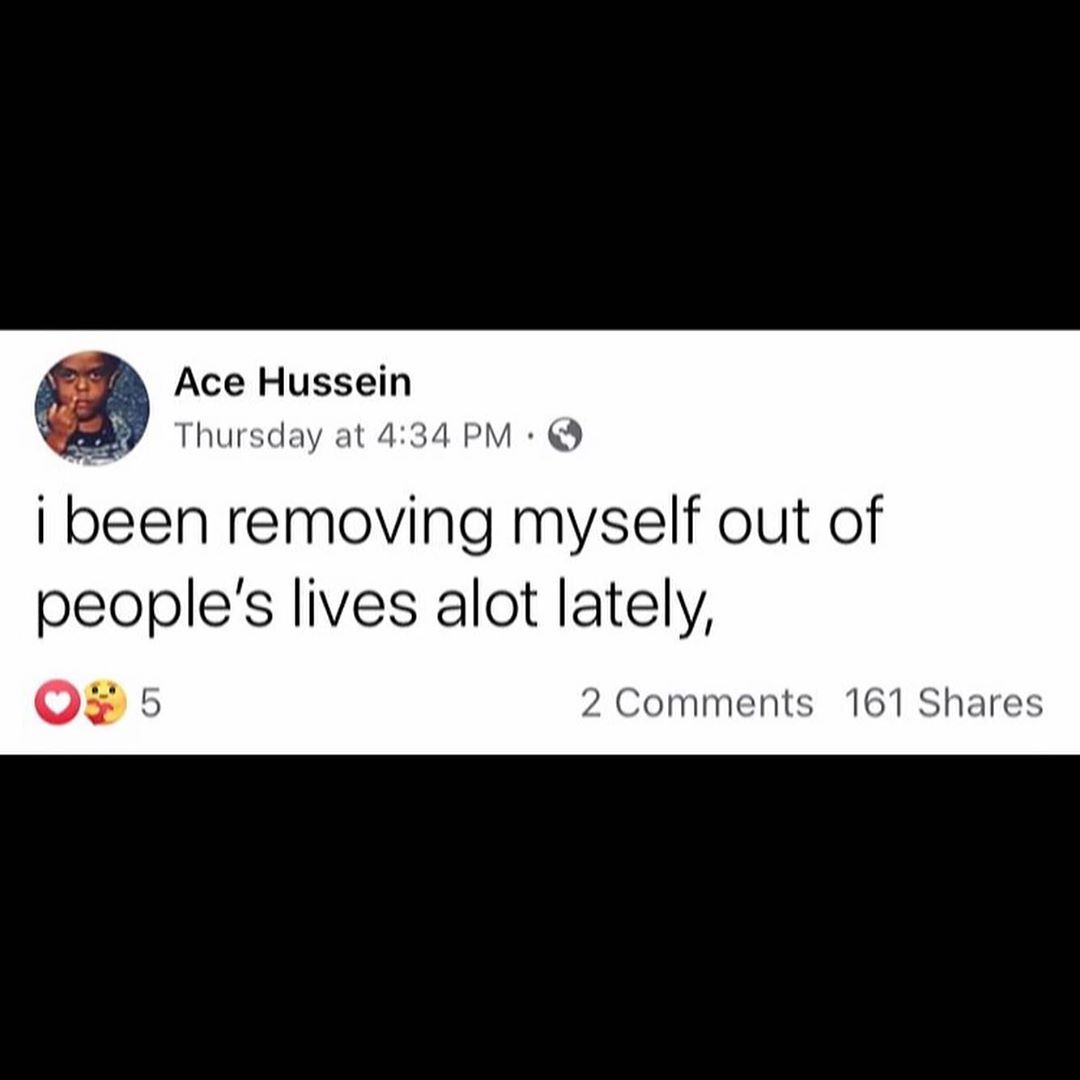 Ace Hussein
Thursday at 4:34 PM ·
i been removing myself out of
people's lives alot lately,
5 2 Comments 161 Shares